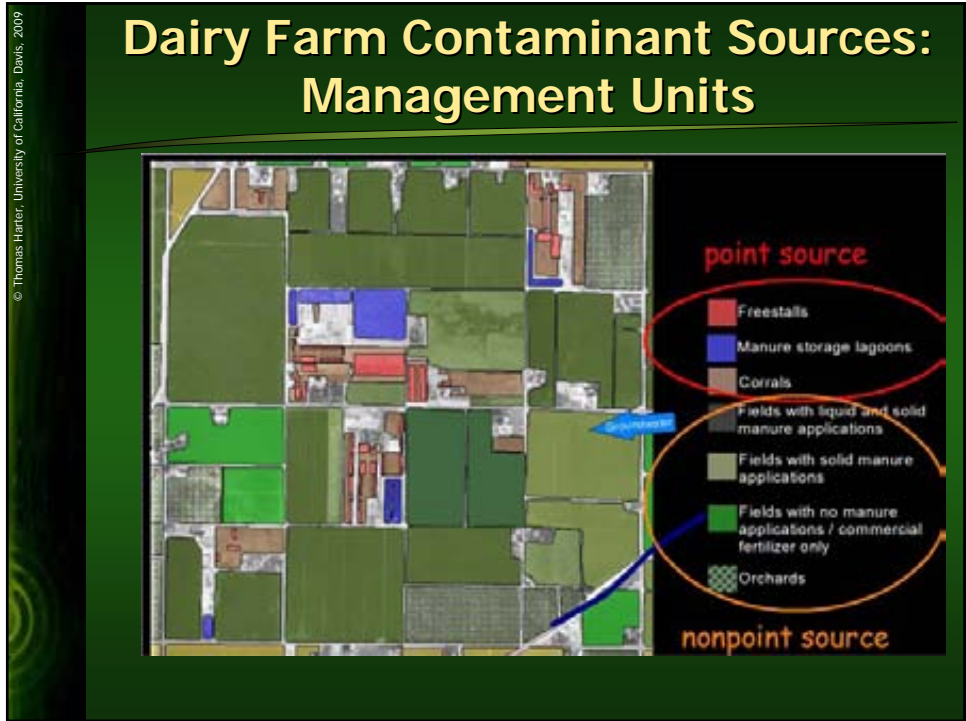 © Thomas Harter, University of California, Davis, 2009
Dairy Farm Contaminant Sources:
Management Units
point source
Freestalls
Manure storage lagoons
Corrals
Fields with liquid and solid
manure applications
Fields with solid manure
applications
Fields with no manure
applications / commercial
fertilizer only
Orchards
nonpoint source
Groundwater